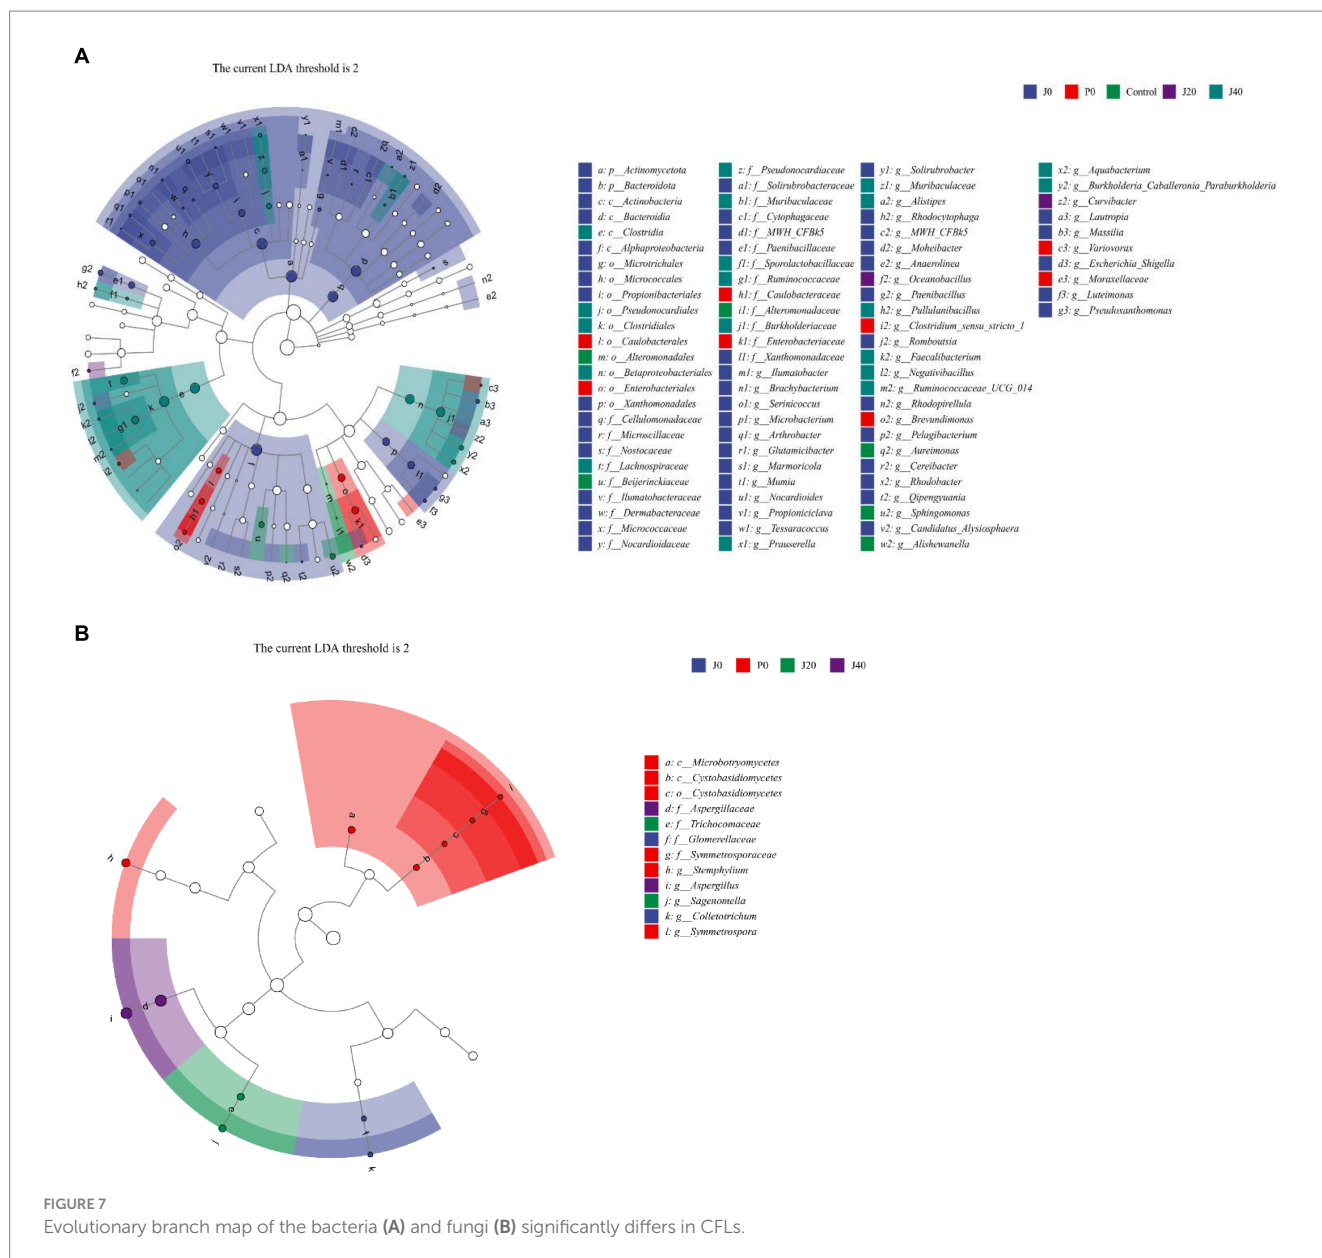 A
The current LDA threshold is 2
J0 P0 Control J20 J40
a: p__Actinomycetota
b: p__Bacteroidota
c: c__Actinobacteria
d: c__Bacteroidia
e: c__Clostridia
f: c__Alphaproteobacteria
g: o__Microtrichales
h: o__Micrococcales
i: o__Propionibacteriales
j: o__Pseudonocardiales
k: o__Clostridiales
l: o__Caulobacterales
m: o__Alteromonadales
n: o__Betaproteobacteriales
o: o__Enterobacteriales
p: o__Xanthomonadales
q: f__Cellulomonadaceae
r: f__Microscillaceae
s: f__Nostocaceae
t: f__Lachnospiraceae
u: f__Beijerinckiaceae
v: f__Ilumatobacteraceae
w: f__Dermabacteraceae
x: f__Micrococcaceae
y: f__Nocardioidaceae
z: f__Pseudonocardiaceae
a1: f__Solirubrobacteraceae
b1: f__Muribaculaceae
c1: f__Cytophagaceae
d1: f__MWH_CFBk5
e1: f__Paenibacillaceae
f1: f__Sporolactobacillaceae
g1: f__Ruminococcaceae
h1: f__Caulobacteraceae
i1: f__Alteromonadaceae
j1: f__Burkholderiaceae
k1: f__Enterobacteriaceae
l1: f__Xanthomonadaceae
m1: g__Ilumatobacter
n1: g__Brachybacterium
o1: g__Serinicoccus
p1: g__Microbacterium
q1: g__Arthrobacter
r1: g__Glutamicibacter
s1: g__Marmoricola
t1: g__Mumia
u1: g__Nocardioides
v1: g__Propioniciclava
w1: g__Tessaracoccus
x1: g__Prauserella
y1: g__Solirubrobacter
z1: g__Muribaculaceae
a2: g__Alistipes
b2: g__Rhodocytophaga
c2: g__MWH_CFBk5
d2: g__Moheibacter
e2: g__Anaerolinea
f2: g__Oceanobacillus
g2: g__Paenibacillus
h2: g__Pullulanibacillus
i2: g__Clostridium_sensu_stricto_1
j2: g__Romboutsia
k2: g__Faecalibacterium
l2: g__Negativibacillus
m2: g__Ruminococcaceae_UCG_014
n2: g__Rhodopirellula
o2: g__Brevundimonas
p2: g__Pelagibacterium
q2: g__Aureimonas
r2: g__Cereibacter
s2: g__Rhodobacter
t2: g__Qipengyuania
u2: g__Sphingomonas
v2: g__Candidatus_Alysiosphaera
w2: g__Alishewanella
x2: g__Aquabacterium
y2: g__Burkholderia_Caballeronia_Paraburkholderia
z2: g__Curvibacter
a3: g__Lautropia
b3: g__Massilia
c3: g__Variovorax
d3: g__Escherichia_Shigella
e3: g__Moraxellaceae
f3: g__Luteimonas
g3: g__Pseudoxanthomonas
B
The current LDA threshold is 2
J0 P0 J20 J40
a: c__Microbotryomycetes
b: c__Cystobasidiomycetes
c: o__Cystobasidiomycetes
d: f__Aspergillaceae
e: f__Trichocomaceae
f: f__Glomerellaceae
g: f__Symmetrosporaceae
h: g__Stemphylium
i: g__Aspergillus
j: g__Sagenomella
k: g__Colletotrichum
l: g__Symmetrospora
FIGURE 7
Evolutionary branch map of the bacteria (A) and fungi (B) significantly differs in CFLs.